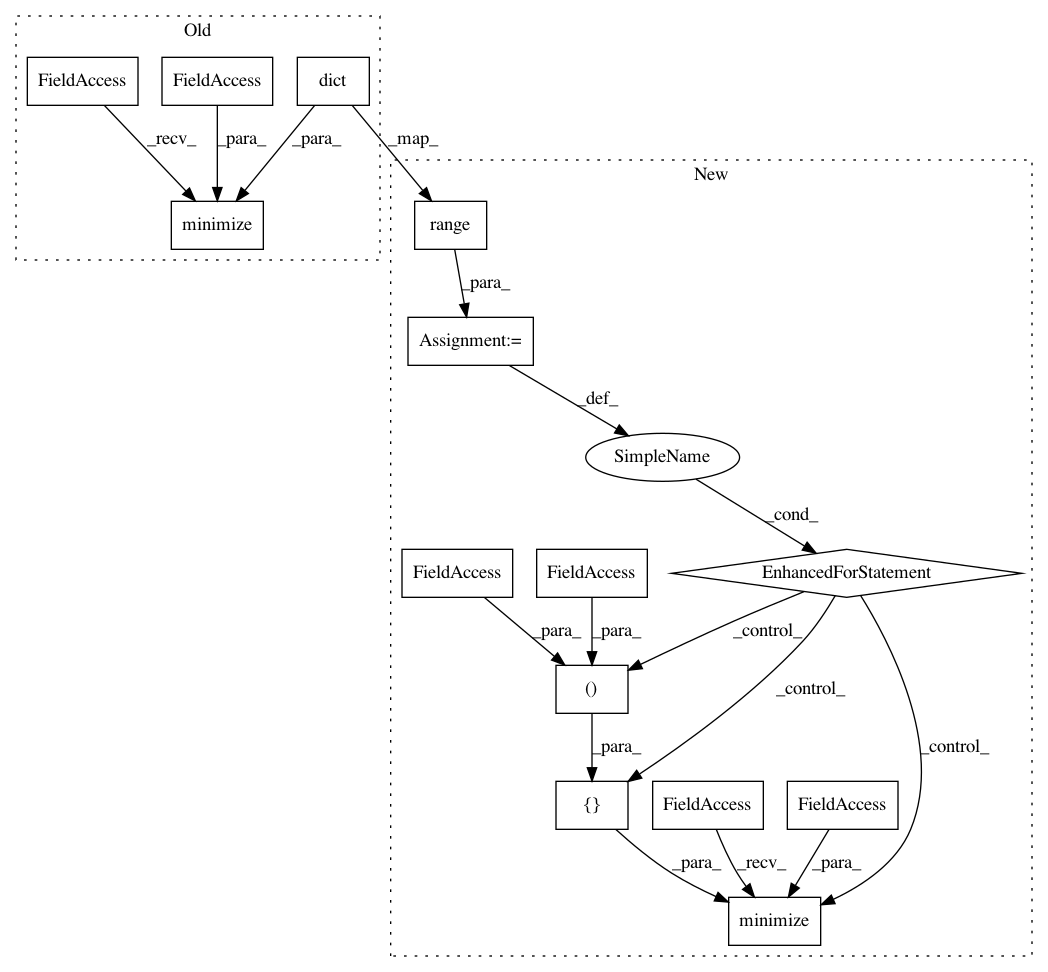 Old
FieldAccess
FieldAccess
dict
_recv_
_para_
_para_
_map_
New
minimize
range
_para_
Assignment:=
_def_
SimpleName
_cond_
FieldAccess
FieldAccess
EnhancedForStatement
_para_
_para_
_control_
()
_control_
_para_
_control_
{}
FieldAccess
FieldAccess
_para_
_recv_
_para_
minimize